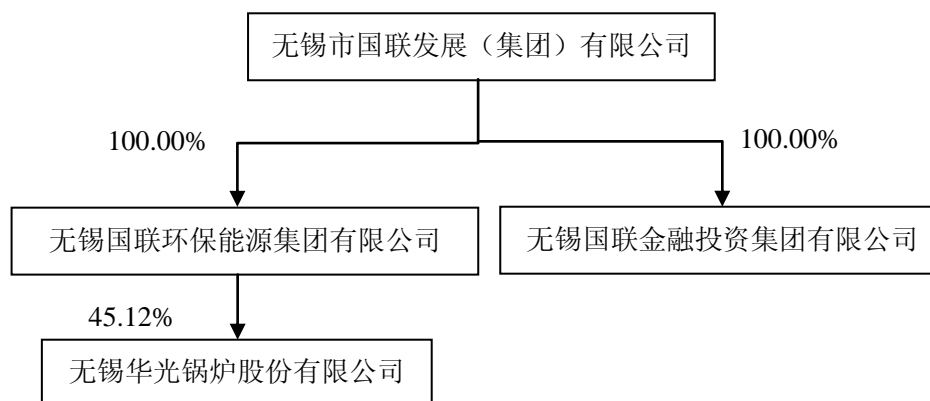 无锡市国联发展（集团）有限公司
100.00%
100.00%
无锡国联环保能源集团有限公司
无锡国联金融投资集团有限公司
45.12%
无锡华光锅炉股份有限公司